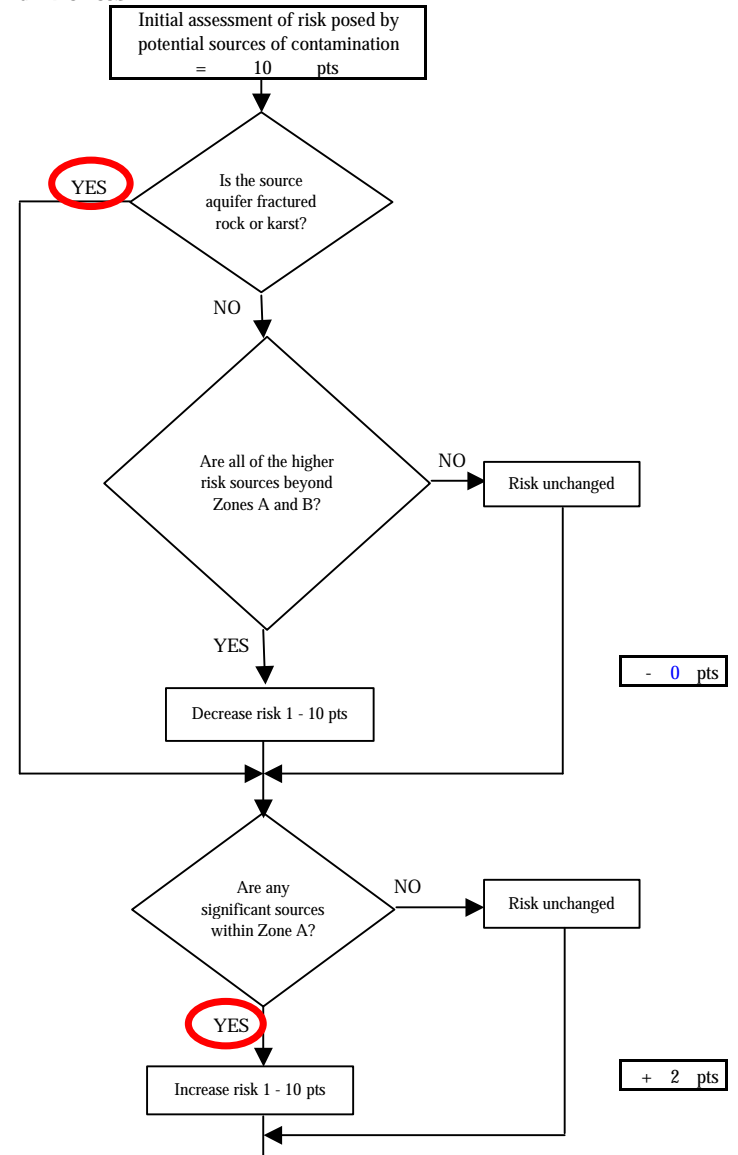 Initial assessment of risk posed by
potential sources of contamination
= 10 pts
YES
Is the source
aquifer fractured
rock or karst?
NO
Are all of the higher
risk sources beyond
Zones A and B?
NO
Risk unchanged
YES
- 0 pts
Decrease risk 1 - 10 pts
Are any
significant sources
within Zone A?
NO
Risk unchanged
YES
Increase risk 1 - 10 pts
+ 2 pts